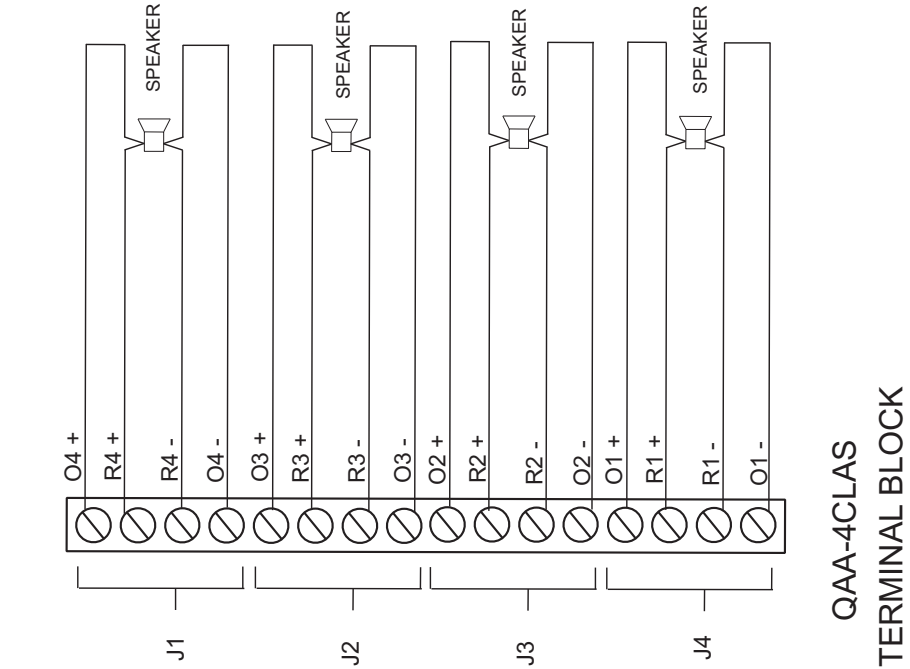 SPEAKER
SPEAKER
SPEAKER
SPEAKER
O4 +
R4 +
R4 -
O4 -
O3 +
R3 +
R3 -
O3 -
O2 +
R2 +
R2 -
O2 -
O1 +
R1 +
R1 -
O1 -
J1
J2
J3
J4
QAA-4CLAS
TERMINAL BLOCK